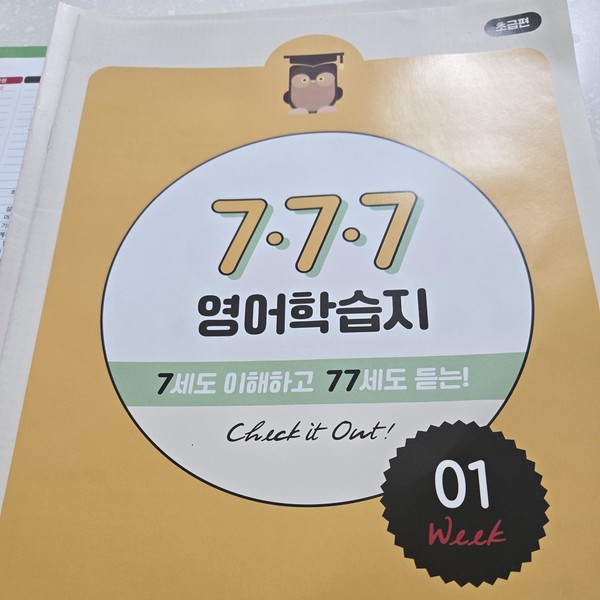 초급편
7·7·7
영어학습지
7세도 이해하고 77세도 듣는!
Check it Out!
01
Week